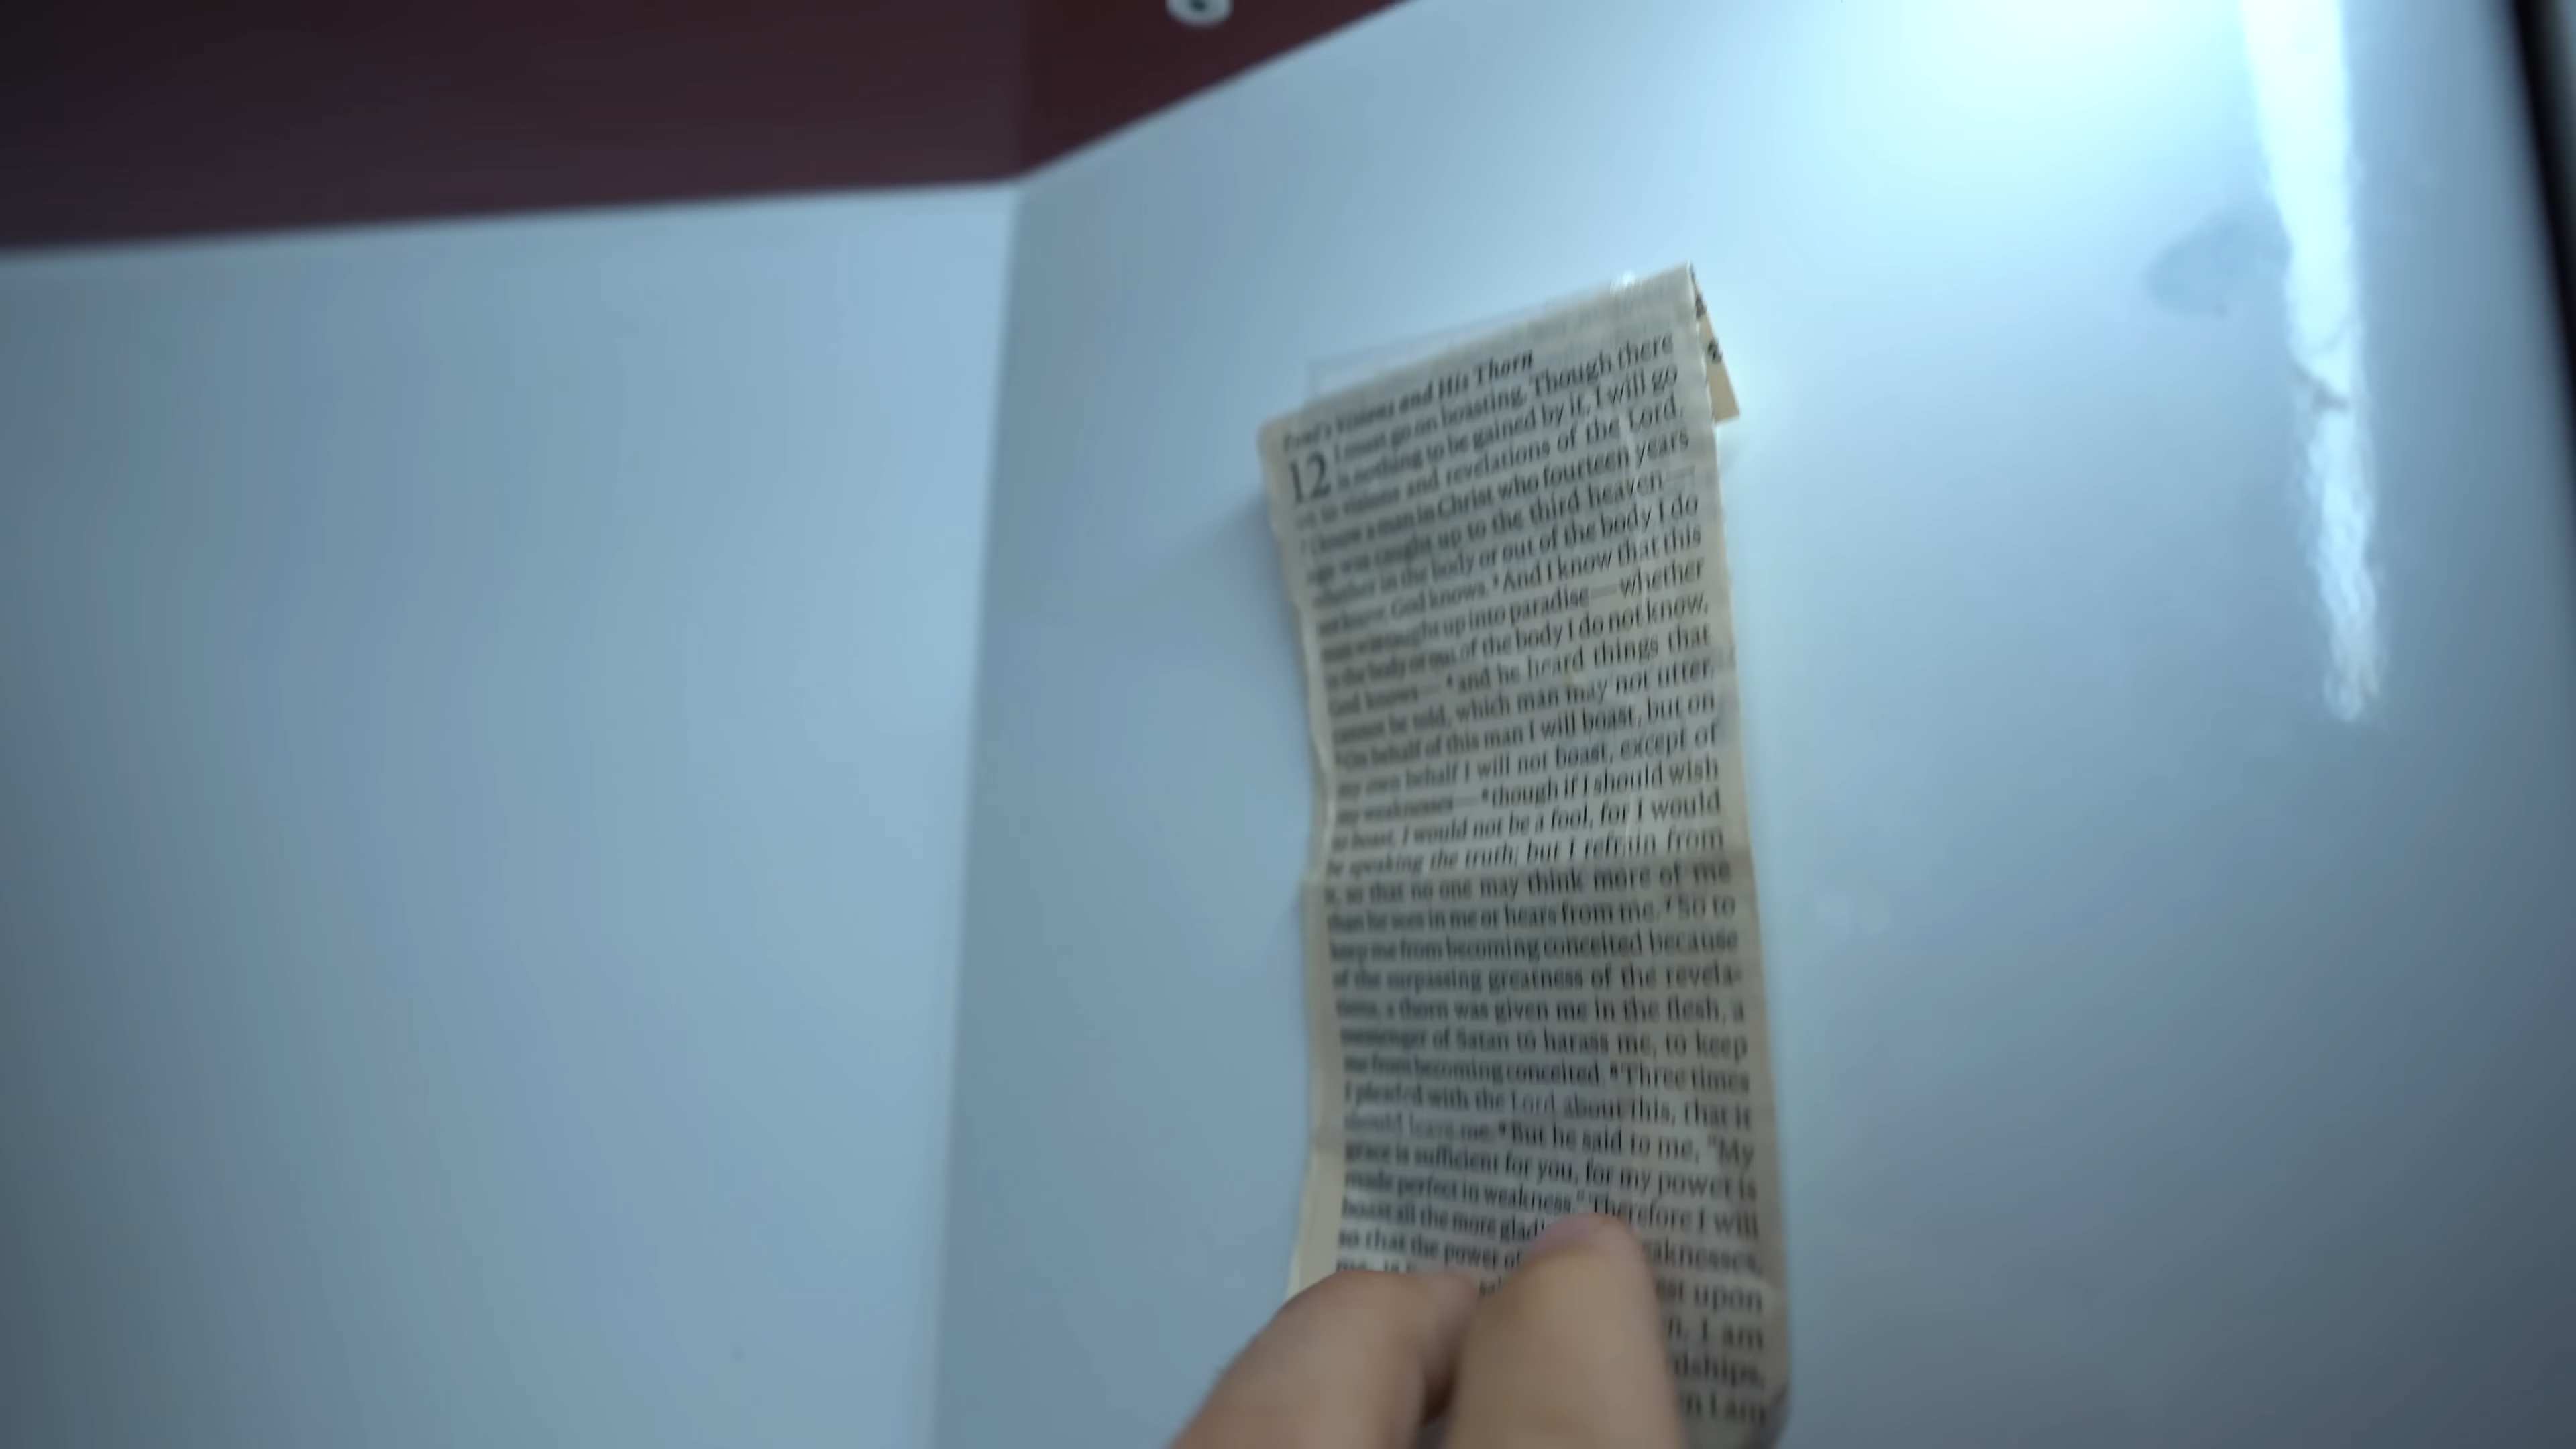 Paul's Visions and His Thorn
12 I must go on boasting. Though there
is nothing to be gained by it, I will go
on to visions and revelations of the Lord.
I know a man in Christ who fourteen years
ago was caught up to the third heaven—
whether in the body or out of the body I do
not know, God knows. ³And I know that this
man was caught up into paradise—whether
in the body or out of the body I do not know,
God knows—⁴and he heard things that
cannot be told, which man may not utter.
⁵On behalf of this man I will boast, but on
my own behalf I will not boast, except of
my weaknesses—⁶though if I should wish
to boast, I would not be a fool, for I would
be speaking the truth; but I refrain from
it, so that no one may think more of me
than he sees in me or hears from me. ⁷So to
keep me from becoming conceited because
of the surpassing greatness of the revela-
tions, a thorn was given me in the flesh, a
messenger of Satan to harass me, to keep
me from becoming conceited. ⁸Three times
I pleaded with the Lord about this, that it
should leave me. ⁹But he said to me, "My
grace is sufficient for you, for my power is
made perfect in weakness." Therefore I will
boast all the more glad
so that the power of
upon
I am